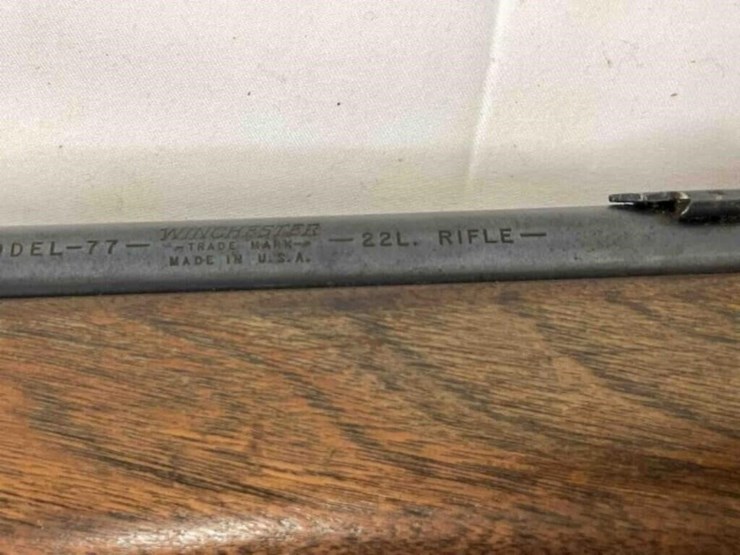 ODEL-77- WINCHESTER -22L. RIFLE-
-TRADE MARK-
MADE IN U.S.A.